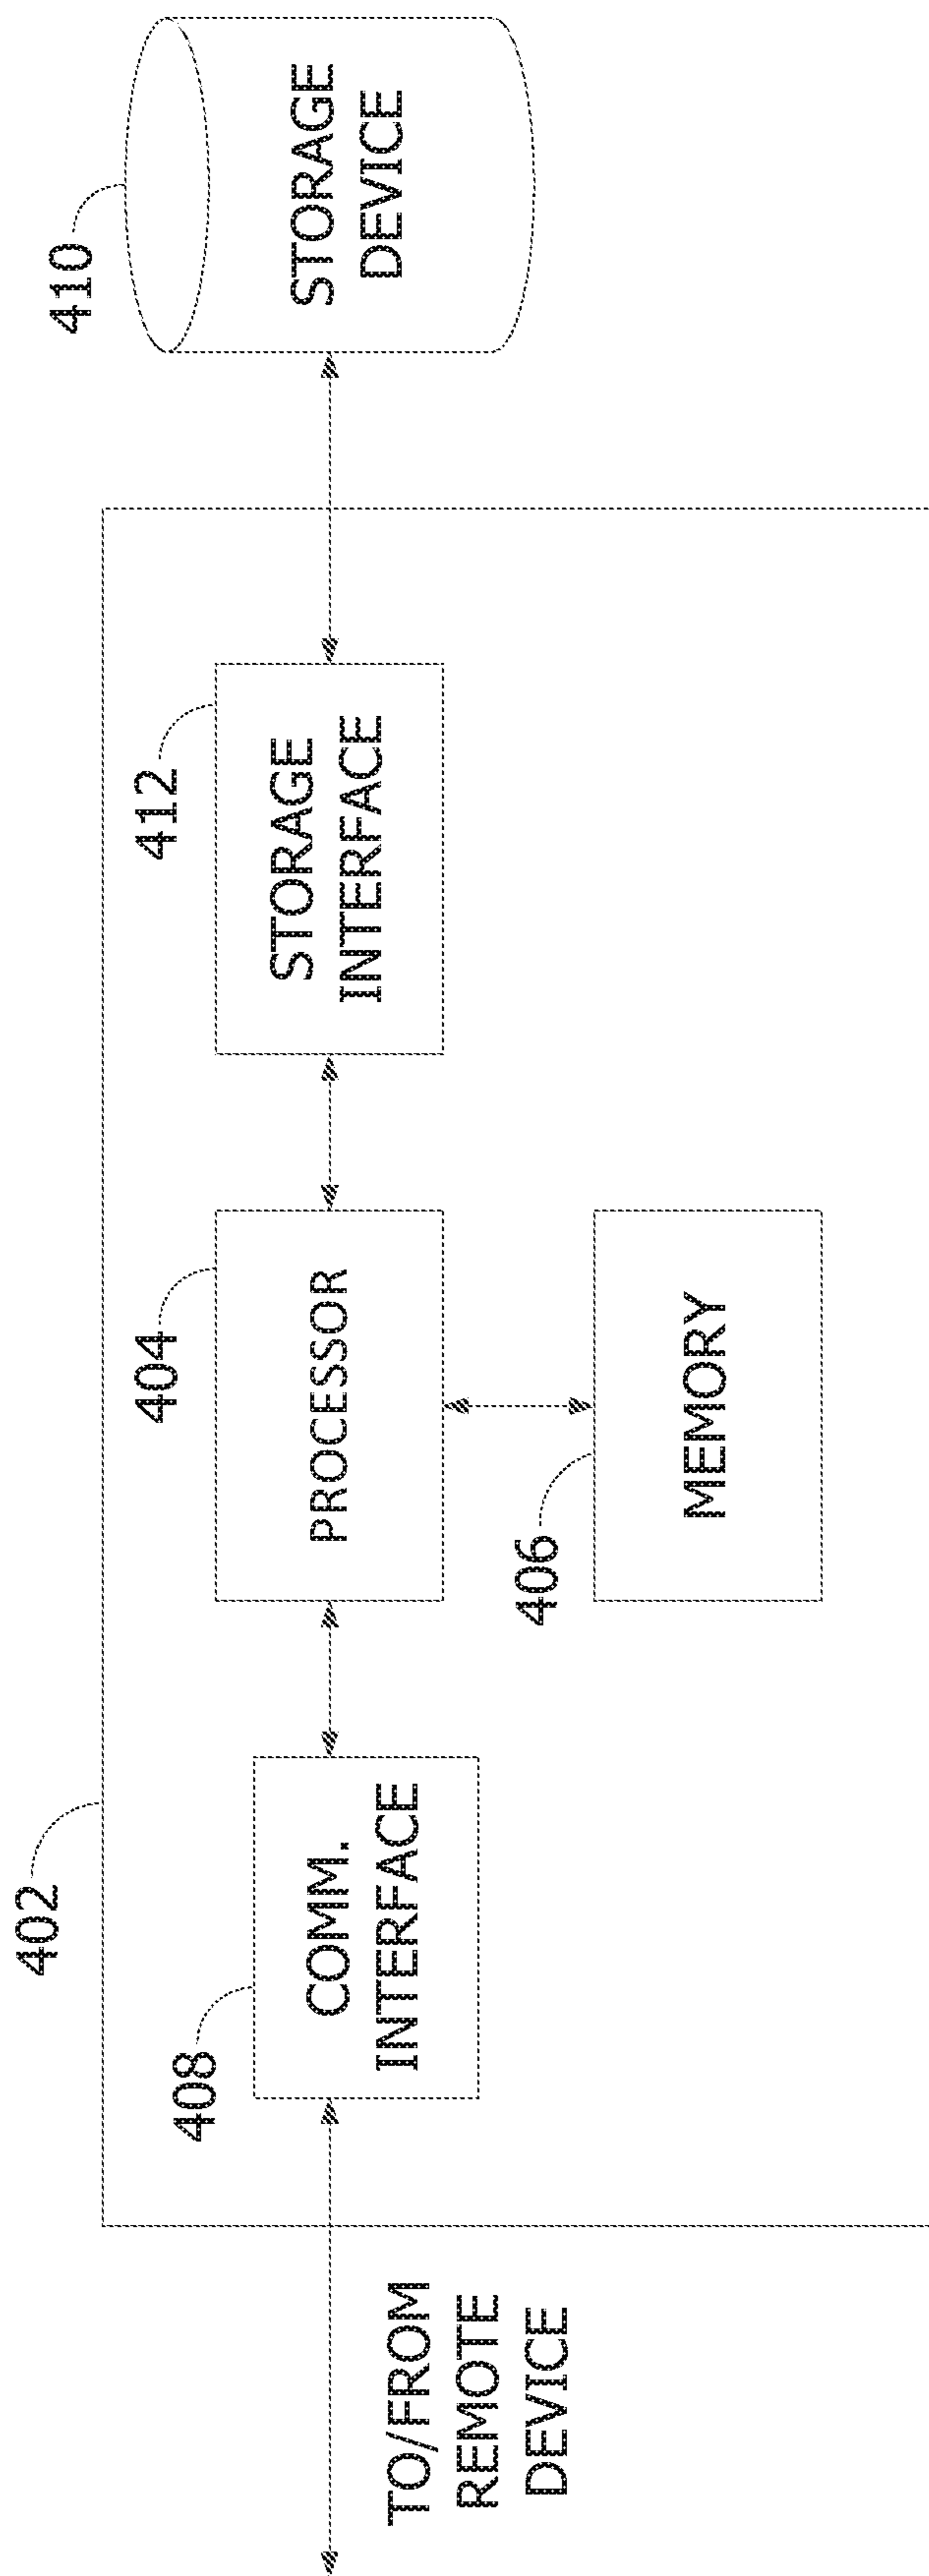 402
408
COMM.
INTERFACE
404
PROCESSOR
406
MEMORY
412
STORAGE
INTERFACE
410
STORAGE
DEVICE
TO/FROM
REMOTE
DEVICE